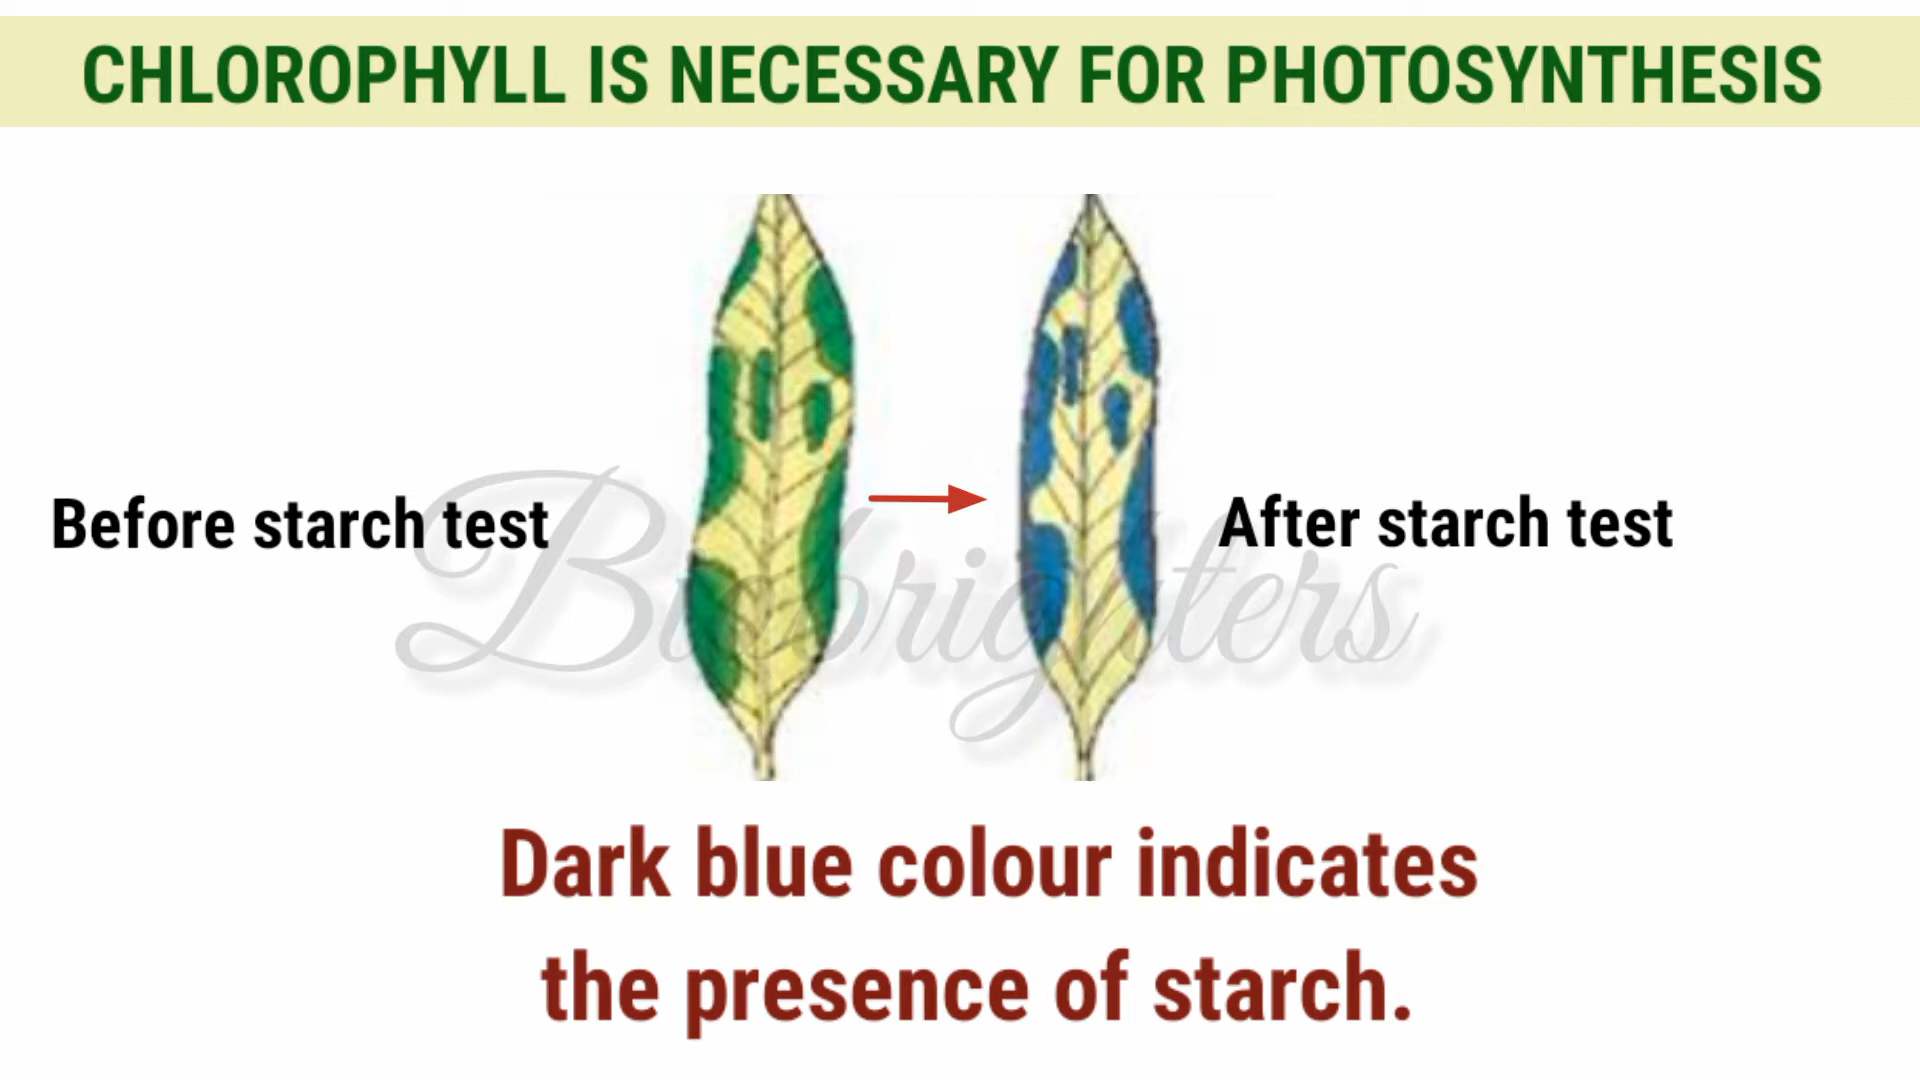 CHLOROPHYLL IS NECESSARY FOR PHOTOSYNTHESIS
Before starch test
After starch test
Biobrighters
Dark blue colour indicates
the presence of starch.